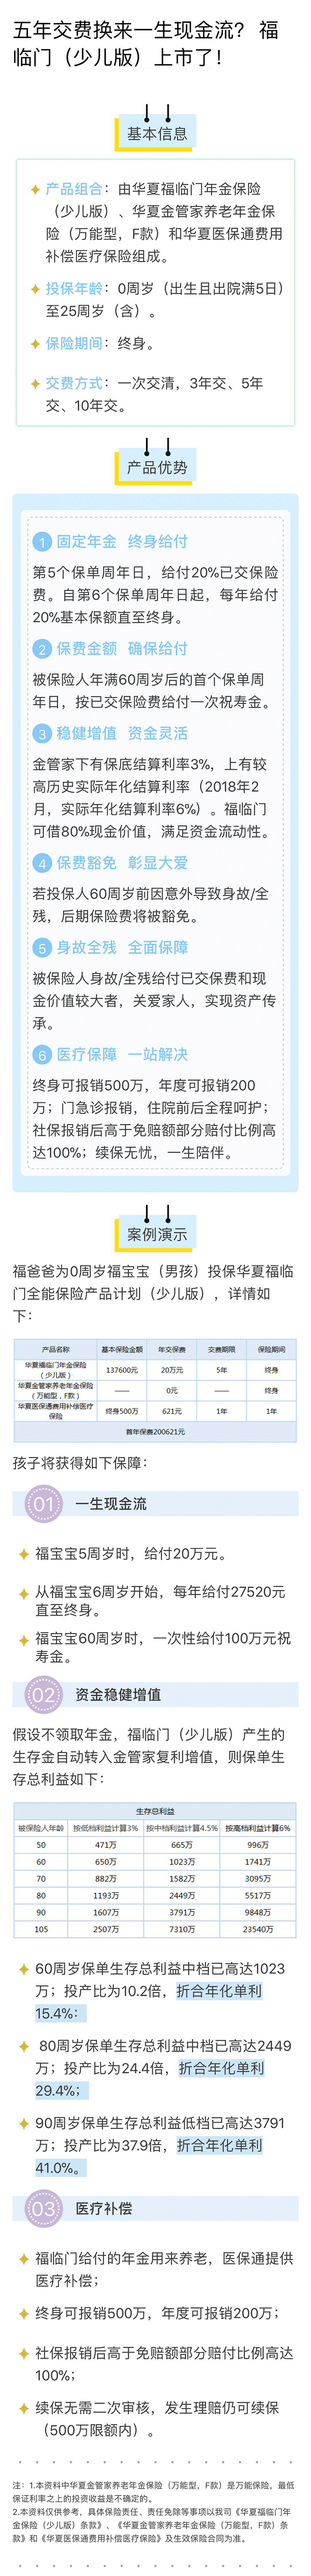 五年交费换来一生现金流？ 福
临门（少儿版）上市了！
基本信息
产品组合：由华夏福临门年金保险
（少儿版）、华夏金管家养老年金保
险（万能型，F款）和华夏医保通费用
补偿医疗保险组成。
投保年龄：0周岁（出生且出院满5日）
至25周岁（含）。
保险期间：终身。
交费方式：一次交清，3年交、5年
交、10年交。
产品优势
1 固定年金 终身给付
第5个保单周年日，给付20%已交保险
费。自第6个保单周年日起，每年给付
20%基本保额直至终身。
2 保费金额 确保给付
被保险人年满60周岁后的首个保单周
年日，按已交保险费给付一次祝寿金。
3 稳健增值 资金灵活
金管家下有保底结算利率3%，上有较
高历史实际年化结算利率（2018年2
月，实际年化结算利率6%）。福临门
可借80%现金价值，满足资金流动性。
4 保费豁免 彰显大爱
若投保人60周岁前因意外导致身故/全
残，后期保险费将被豁免。
5 身故全残 全面保障
被保险人身故/全残给付已交保费和现
金价值较大者，关爱家人，实现资产传
承。
6 医疗保障 一站解决
终身可报销500万，年度可报销200
万；门急诊报销，住院前后全程呵护；
社保报销后高于免赔额部分赔付比例高
达100%；续保无忧，一生陪伴。
案例演示
福爸爸为0周岁福宝宝（男孩）投保华夏福临
门全能保险产品计划（少儿版），详情如
下：
产品名称 基本保险金额 年交保费 交费期限 保险期间
华夏福临门年金保险
（少儿版） 137600元 20万元 5年 终身
华夏金管家养老年金保险
（万能型，F款） —— 0元 —— 终身
华夏医保通费用补偿医疗
保险 终身500万 621元 1年 1年
首年保费200621元
孩子将获得如下保障：
01 一生现金流
福宝宝5周岁时，给付20万元。
从福宝宝6周岁开始，每年给付27520元
直至终身。
福宝宝60周岁时，一次性给付100万元祝
寿金。
02 资金稳健增值
假设不领取年金，福临门（少儿版）产生的
生存金自动转入金管家复利增值，则保单生
存总利益如下：
生存总利益
被保险人年龄 按低档利益计算3% 按中档利益计算4.5% 按高档利益计算6%
50 471万 665万 996万
60 650万 1023万 1741万
70 882万 1582万 3095万
80 1193万 2449万 5517万
90 1607万 3791万 9848万
105 2507万 7310万 23540万
60周岁保单生存总利益中档已高达1023
万；投产比为10.2倍，折合年化单利
15.4%；
80周岁保单生存总利益中档已高达2449
万；投产比为24.4倍，折合年化单利
29.4%；
90周岁保单生存总利益低档已高达3791
万；投产比为37.9倍，折合年化单利
41.0%。
03 医疗补偿
福临门给付的年金用来养老，医保通提供
医疗补偿；
终身可报销500万，年度可报销200万；
社保报销后高于免赔额部分赔付比例高达
100%；
续保无需二次审核，发生理赔仍可续保
（500万限额内）。
注：1.本资料中华夏金管家养老年金保险（万能型，F款）是万能保险，最低
保证利率之上的投资收益是不确定的。
2.本资料仅供参考，具体保险责任、责任免除等事项以我司《华夏福临门年
金保险（少儿版）条款》、《华夏金管家养老年金保险（万能型，F款）条
款》和《华夏医保通费用补偿医疗保险》及生效保险合同为准。